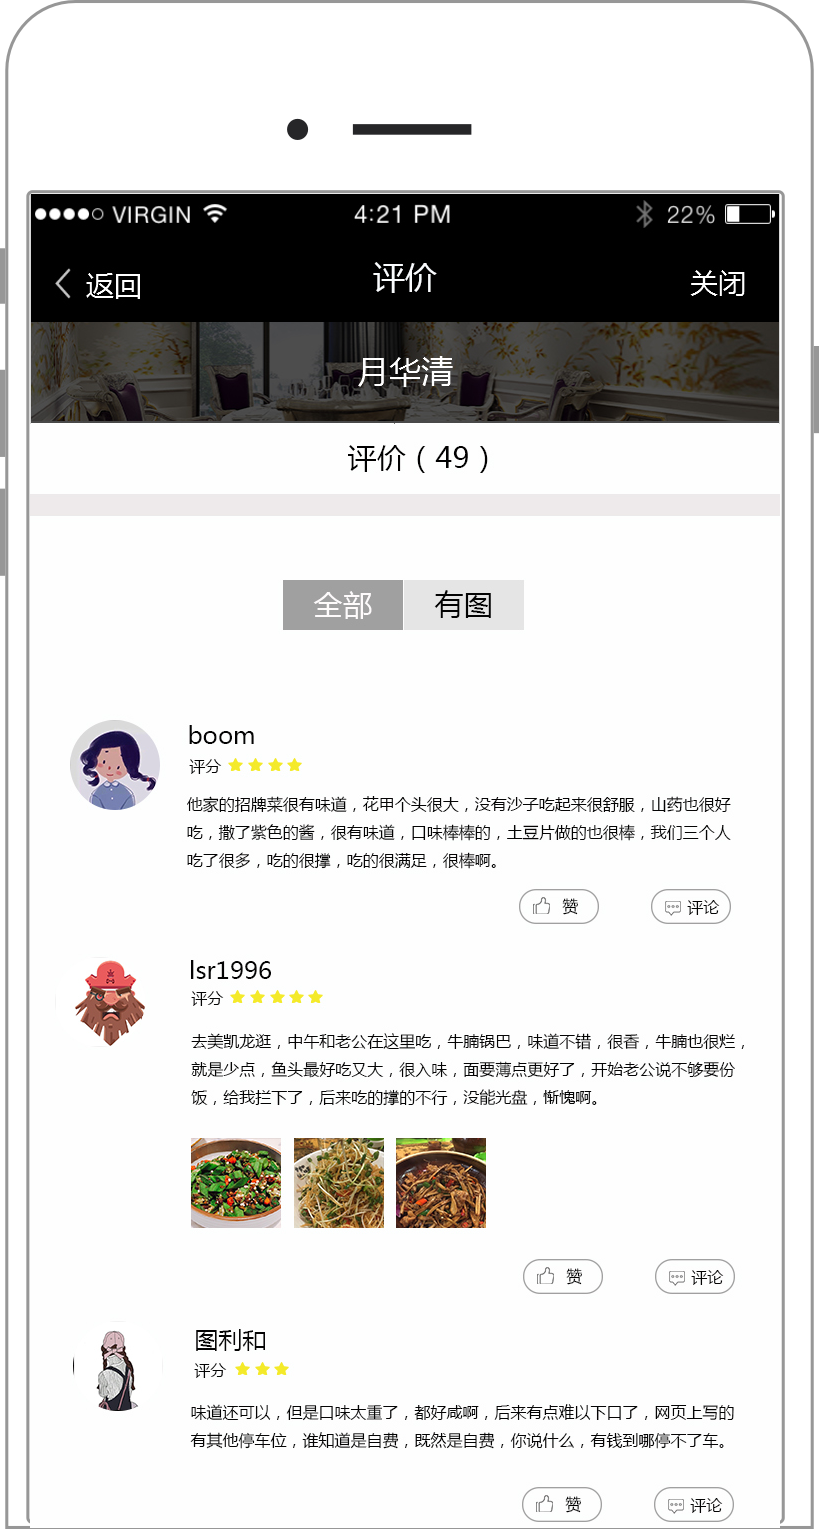 VIRGIN 4:21 PM 22%
返回 评价 关闭
月华清
评价（49）
全部 有图
boom
评分
他家的招牌菜很有味道，花甲个头很大，没有沙子吃起来很舒服，山药也很好
吃，撒了紫色的酱，很有味道，口味棒棒的，土豆片做的也很棒，我们三个人
吃了很多，吃的很撑，吃的很满足，很棒啊。
赞 评论
lsr1996
评分
去美凯龙逛，中午和老公在这里吃，牛腩锅巴，味道不错，很香，牛腩也很烂，
就是少点，鱼头最好吃又大，很入味，面要薄点更好了，开始老公说不够要份
饭，给我拦下了，后来吃的撑的不行，没能光盘，惭愧啊。
赞 评论
图利和
评分
味道还可以，但是口味太重了，都好咸啊，后来有点难以下口了，网页上写的
有其他停车位，谁知道是自费，既然是自费，你说什么，有钱到哪停不了车。
赞 评论